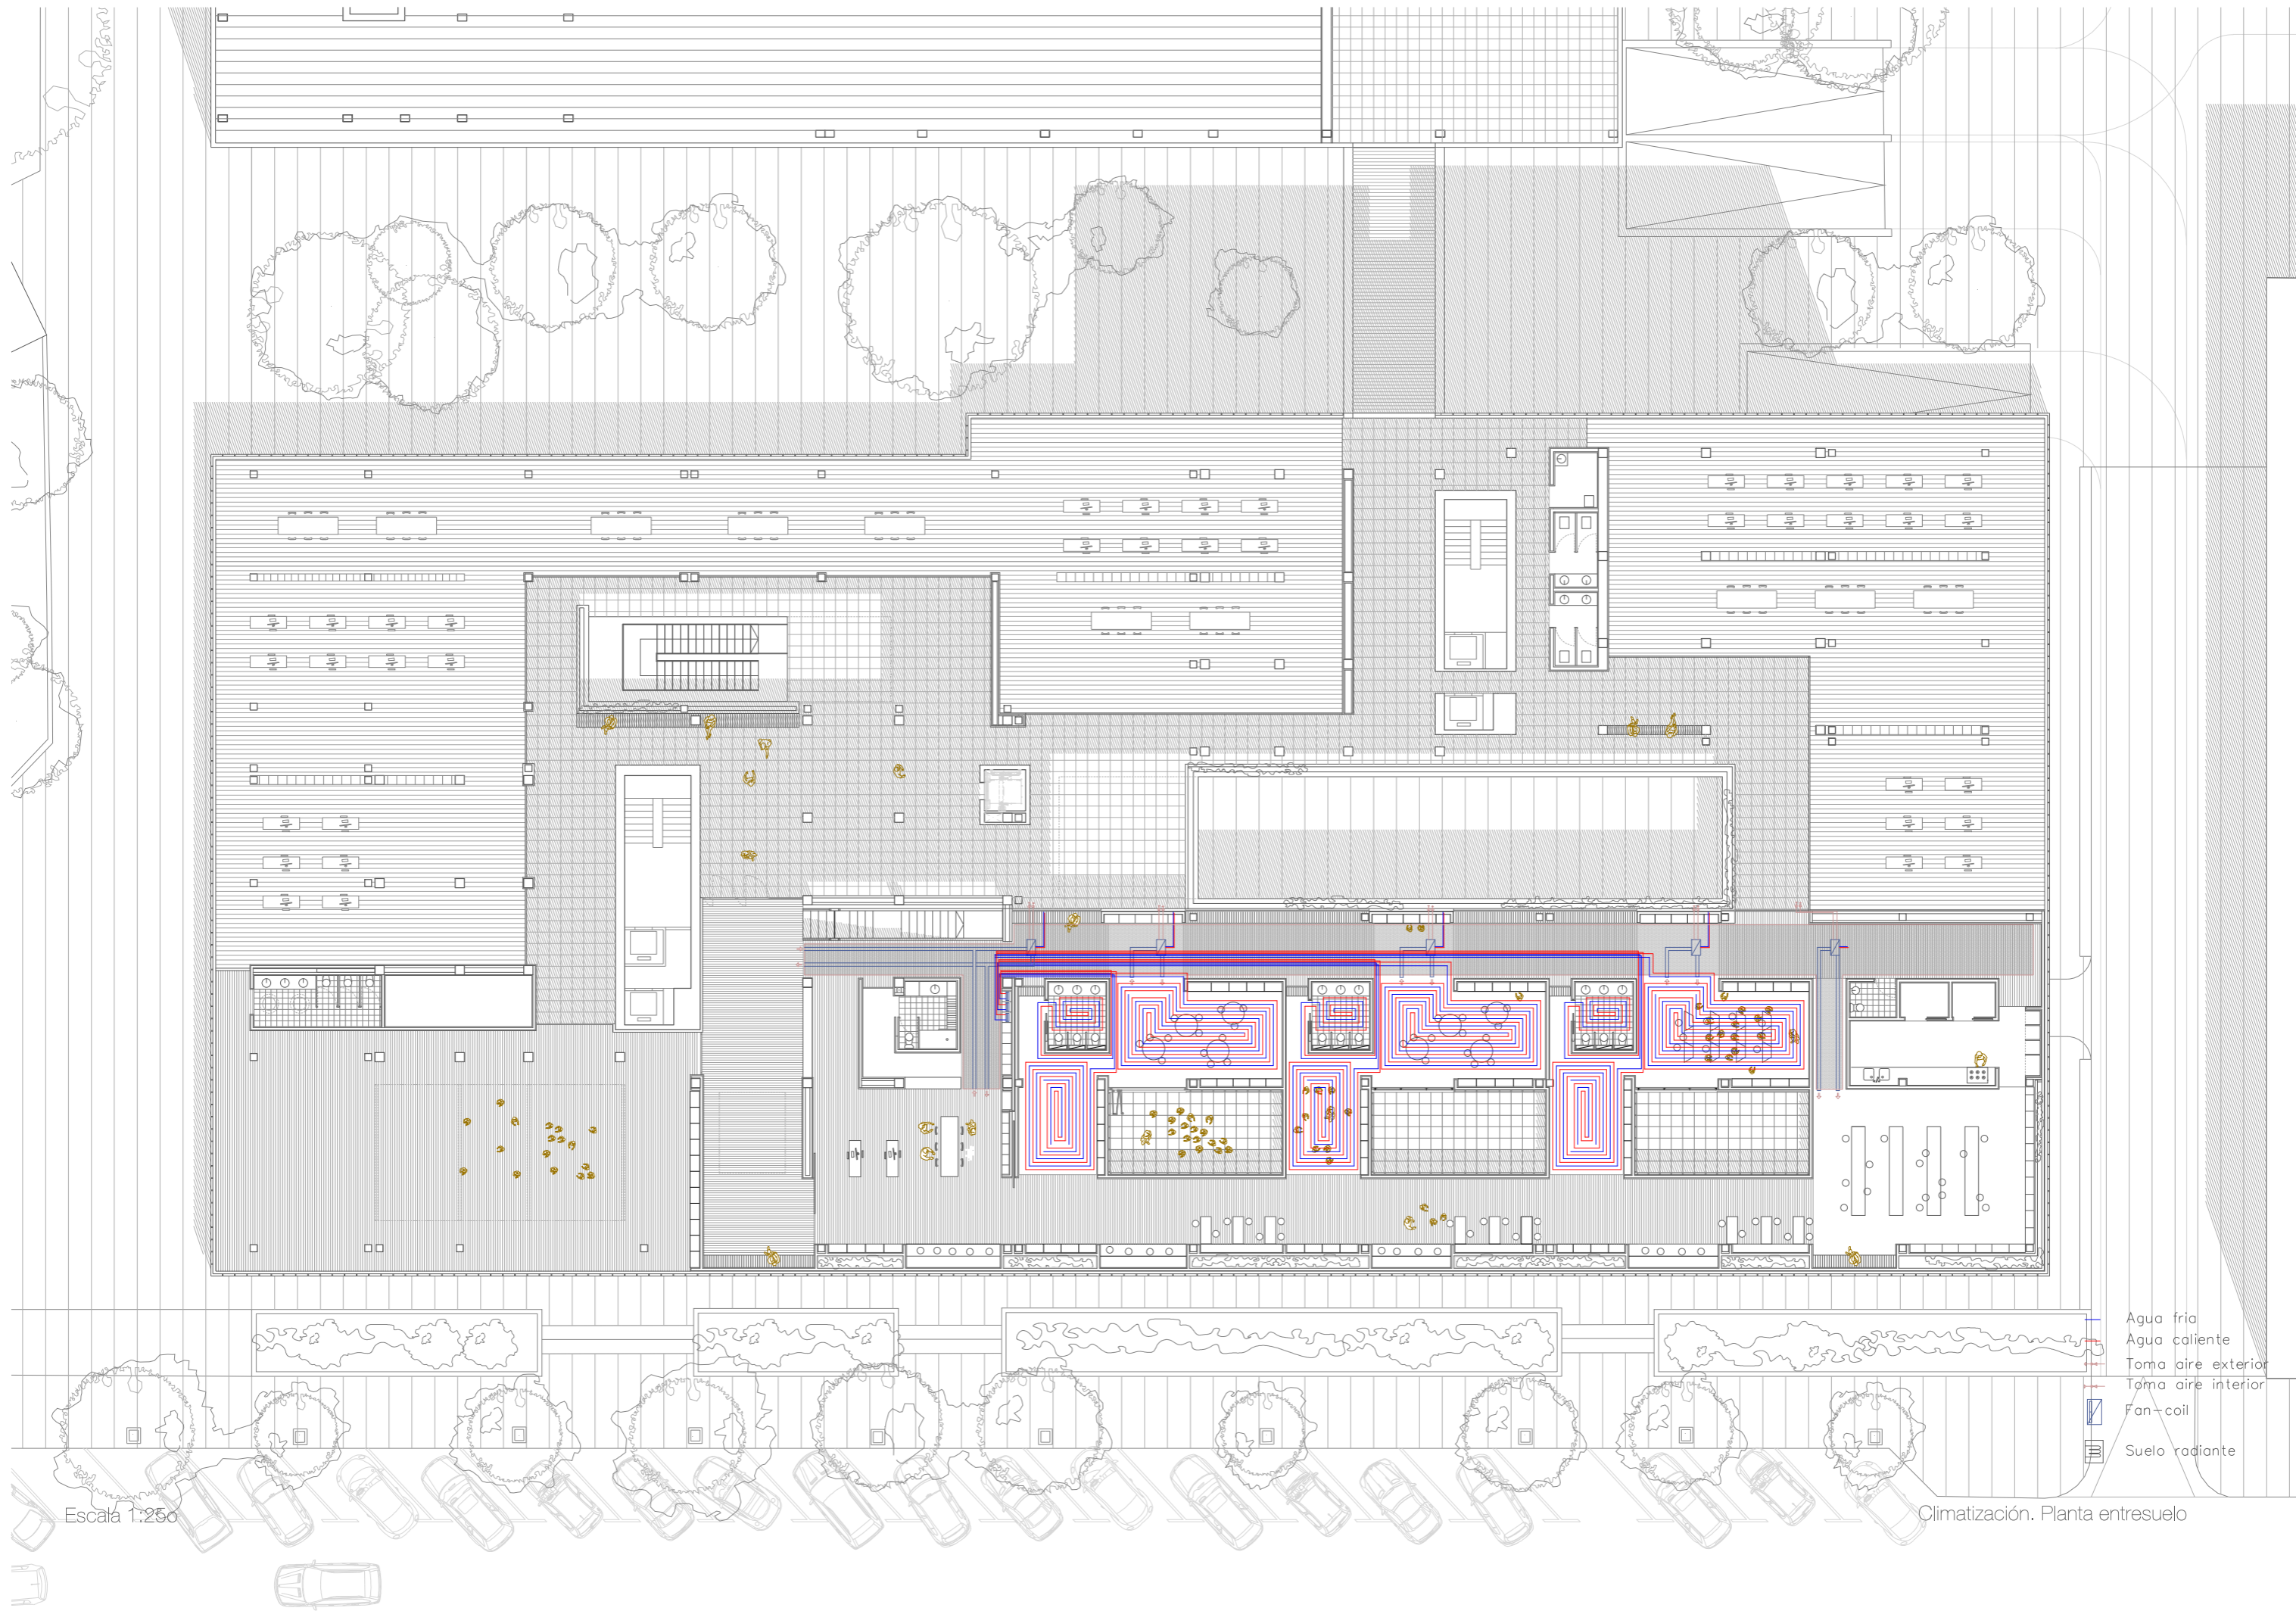 Agua fria
Agua caliente
Toma aire exterior
Toma aire interior
Fan-coil
Suelo radiante
Escala 1:25o
Climatización. Planta entresuelo